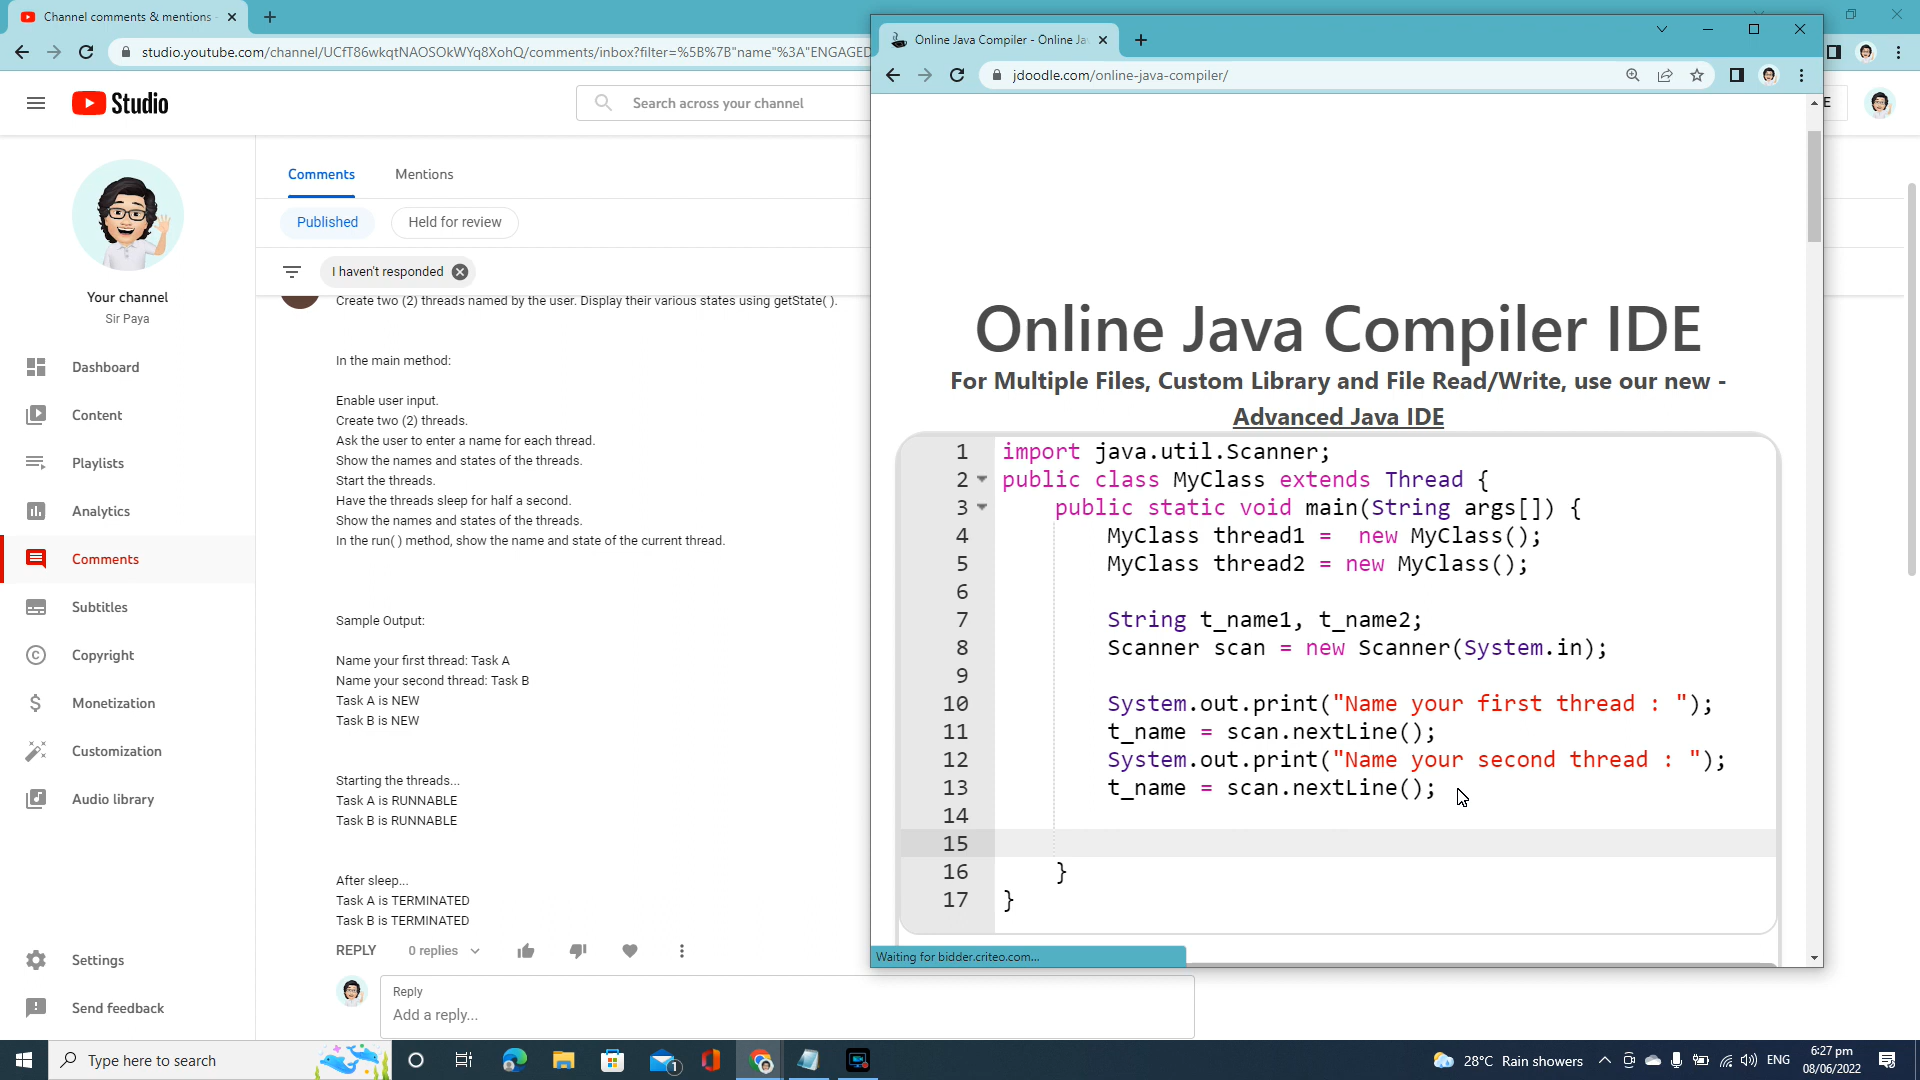 Channel comments & mentions -
studio.youtube.com/channel/UCfT86wkqtNAOSOkWYq8XohQ/comments/inbox?filter=%5B%7B"name"%3A"ENGAGED
Studio
Search across your channel
E
Your channel
Sir Paya
Dashboard
Content
Playlists
Analytics
Comments
Subtitles
Copyright
Monetization
Customization
Audio library
Settings
Send feedback
Comments
Mentions
Published
Held for review
I haven't responded
Create two (2) threads named by the user. Display their various states using getState( ).
In the main method:
Enable user input.
Create two (2) threads.
Ask the user to enter a name for each thread.
Show the names and states of the threads.
Start the threads.
Have the threads sleep for half a second.
Show the names and states of the threads.
In the run( ) method, show the name and state of the current thread.
Sample Output:
Name your first thread: Task A
Name your second thread: Task B
Task A is NEW
Task B is NEW
Starting the threads...
Task A is RUNNABLE
Task B is RUNNABLE
After sleep...
Task A is TERMINATED
Task B is TERMINATED
REPLY
0 replies
Reply
Add a reply...
Online Java Compiler - Online Ja
jdoodle.com/online-java-compiler/
Online Java Compiler IDE
For Multiple Files, Custom Library and File Read/Write, use our new -
Advanced Java IDE
1 import java.util.Scanner;
2 public class MyClass extends Thread {
3 public static void main(String args[]) {
4 MyClass thread1 =  new MyClass();
5 MyClass thread2 = new MyClass();
6
7 String t_name1, t_name2;
8 Scanner scan = new Scanner(System.in);
9
10 System.out.print("Name your first thread : ");
11 t_name = scan.nextLine();
12 System.out.print("Name your second thread : ");
13 t_name = scan.nextLine();
14
15
16 }
17 }
Waiting for bidder.criteo.com...
Type here to search
1
28°C Rain showers
ENG
6:27 pm
08/06/2022